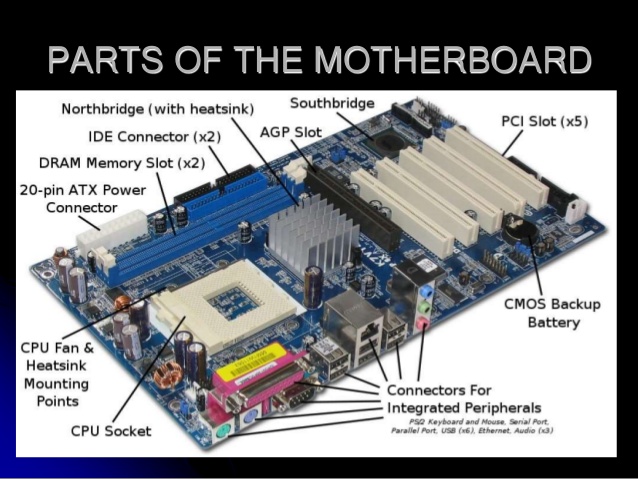 PARTS OF THE MOTHERBOARD
Northbridge (with heatsink)
Southbridge
IDE Connector (x2)
AGP Slot
PCI Slot (x5)
DRAM Memory Slot (x2)
20-pin ATX Power
Connector
CMOS Backup
Battery
CPU Fan &
Heatsink
Mounting
Points
CPU Socket
Connectors For
Integrated Peripherals
PS/2 Keyboard and Mouse, Serial Port,
Parallel Port, USB (x6), Ethernet, Audio (x3)